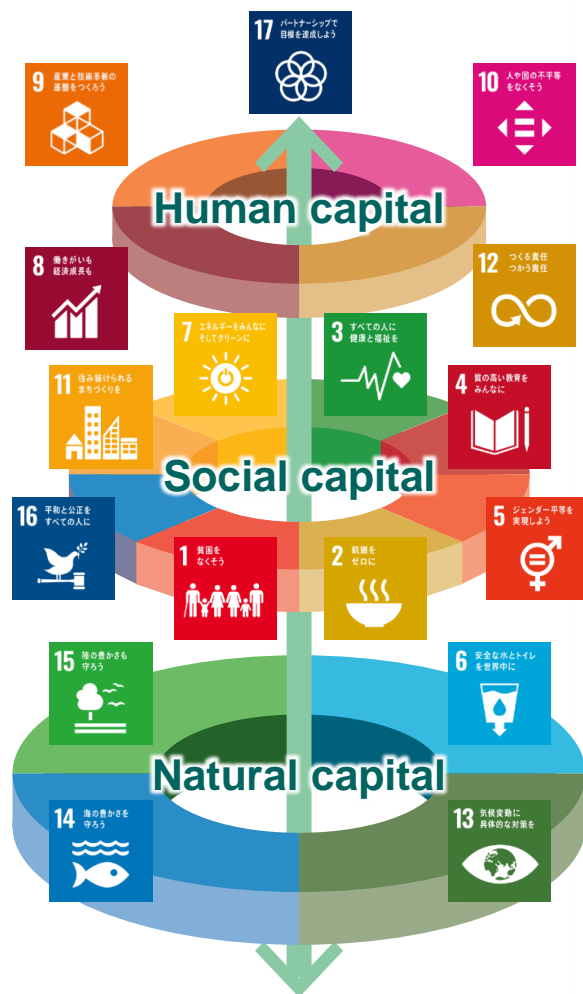 17 パートナーシップで
目標を達成しよう
9 産業と技術革新の
基盤をつくろう
10 人や国の不平等
をなくそう
Human capital
8 働きがいも
経済成長も
12 つくる責任
つかう責任
7 エネルギーをみんなに
そしてクリーンに
3 すべての人に
健康と福祉を
11 住み続けられる
まちづくりを
4 質の高い教育を
みんなに
Social capital
16 平和と公正を
すべての人に
5 ジェンダー平等を
実現しよう
1 貧困を
なくそう
2 飢餓を
ゼロに
15 陸の豊かさも
守ろう
6 安全な水とトイレ
を世界中に
Natural capital
14 海の豊かさを
守ろう
13 気候変動に
具体的な対策を